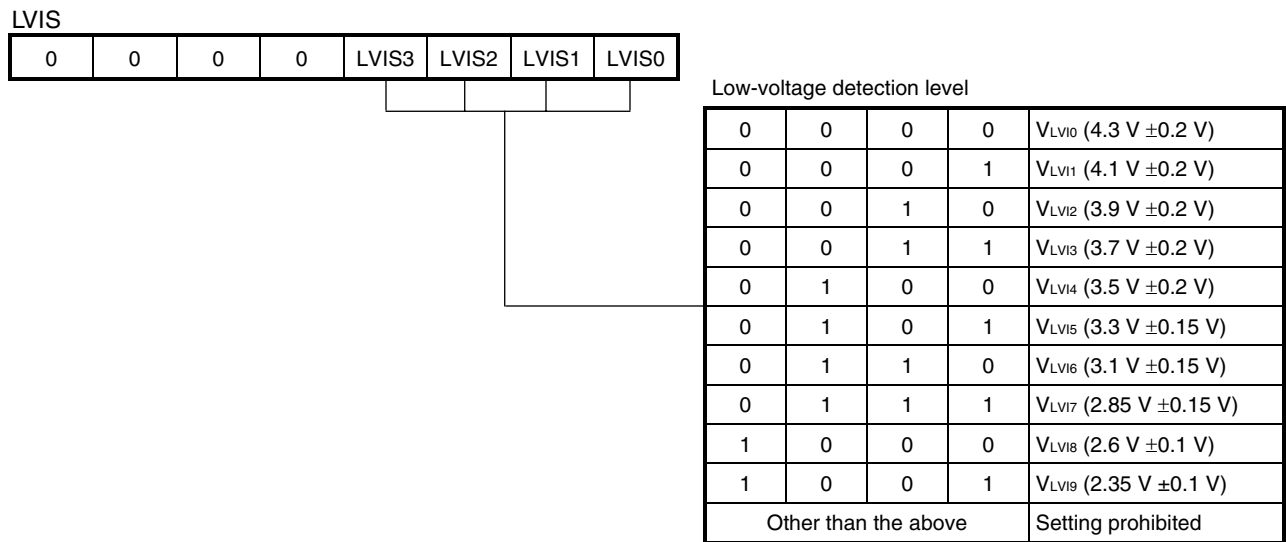 LVIS
0 0 0 0 LVIS3 LVIS2 LVIS1 LVIS0
Low-voltage detection level
0 0 0 0 VLVI0 (4.3 V ±0.2 V)
0 0 0 1 VLVI1 (4.1 V ±0.2 V)
0 0 1 0 VLVI2 (3.9 V ±0.2 V)
0 0 1 1 VLVI3 (3.7 V ±0.2 V)
0 1 0 0 VLVI4 (3.5 V ±0.2 V)
0 1 0 1 VLVI5 (3.3 V ±0.15 V)
0 1 1 0 VLVI6 (3.1 V ±0.15 V)
0 1 1 1 VLVI7 (2.85 V ±0.15 V)
1 0 0 0 VLVI8 (2.6 V ±0.1 V)
1 0 0 1 VLVI9 (2.35 V ±0.1 V)
Other than the above Setting prohibited